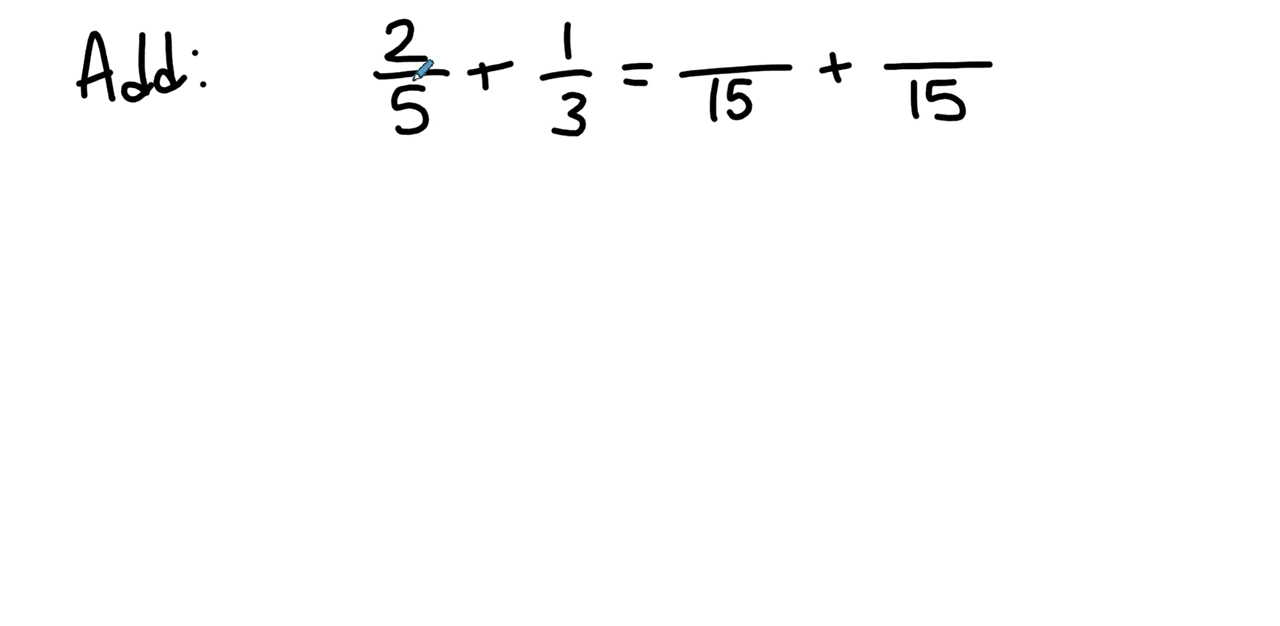 Add: 2/5 + 1/3 = /15 + /15